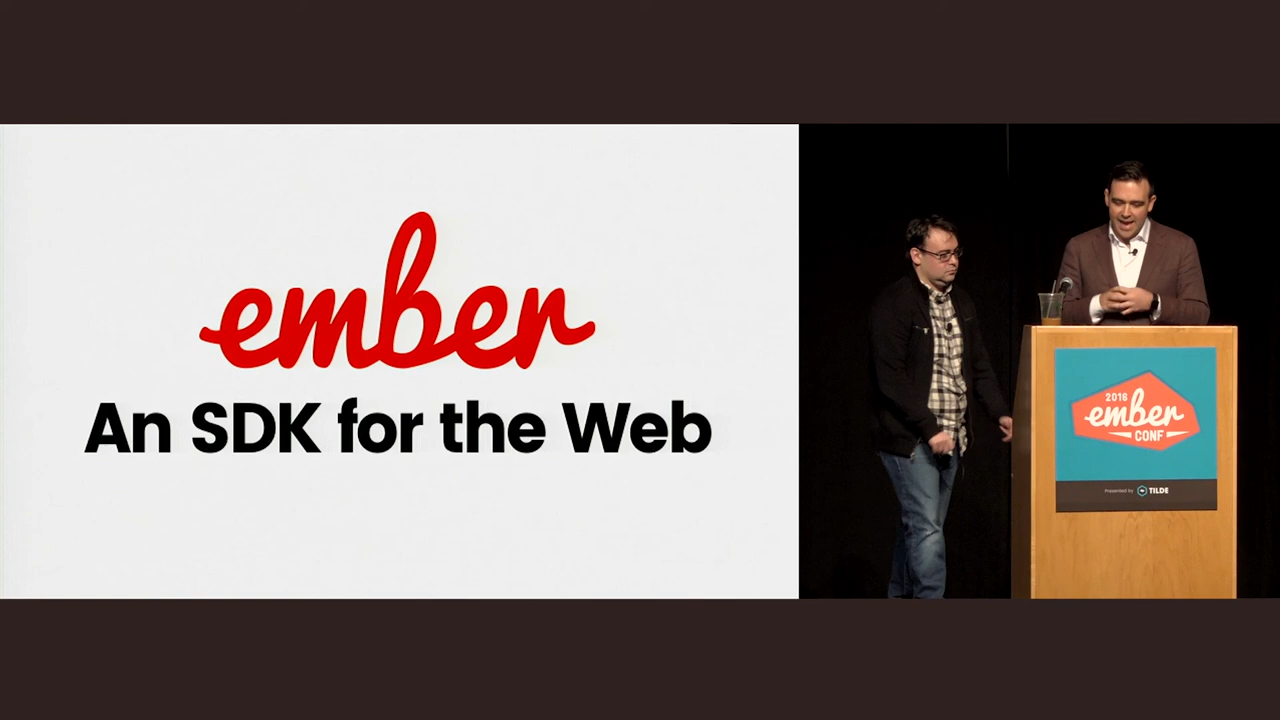 ember
An SDK for the Web
2016
ember
CONF
Presented by TILDE